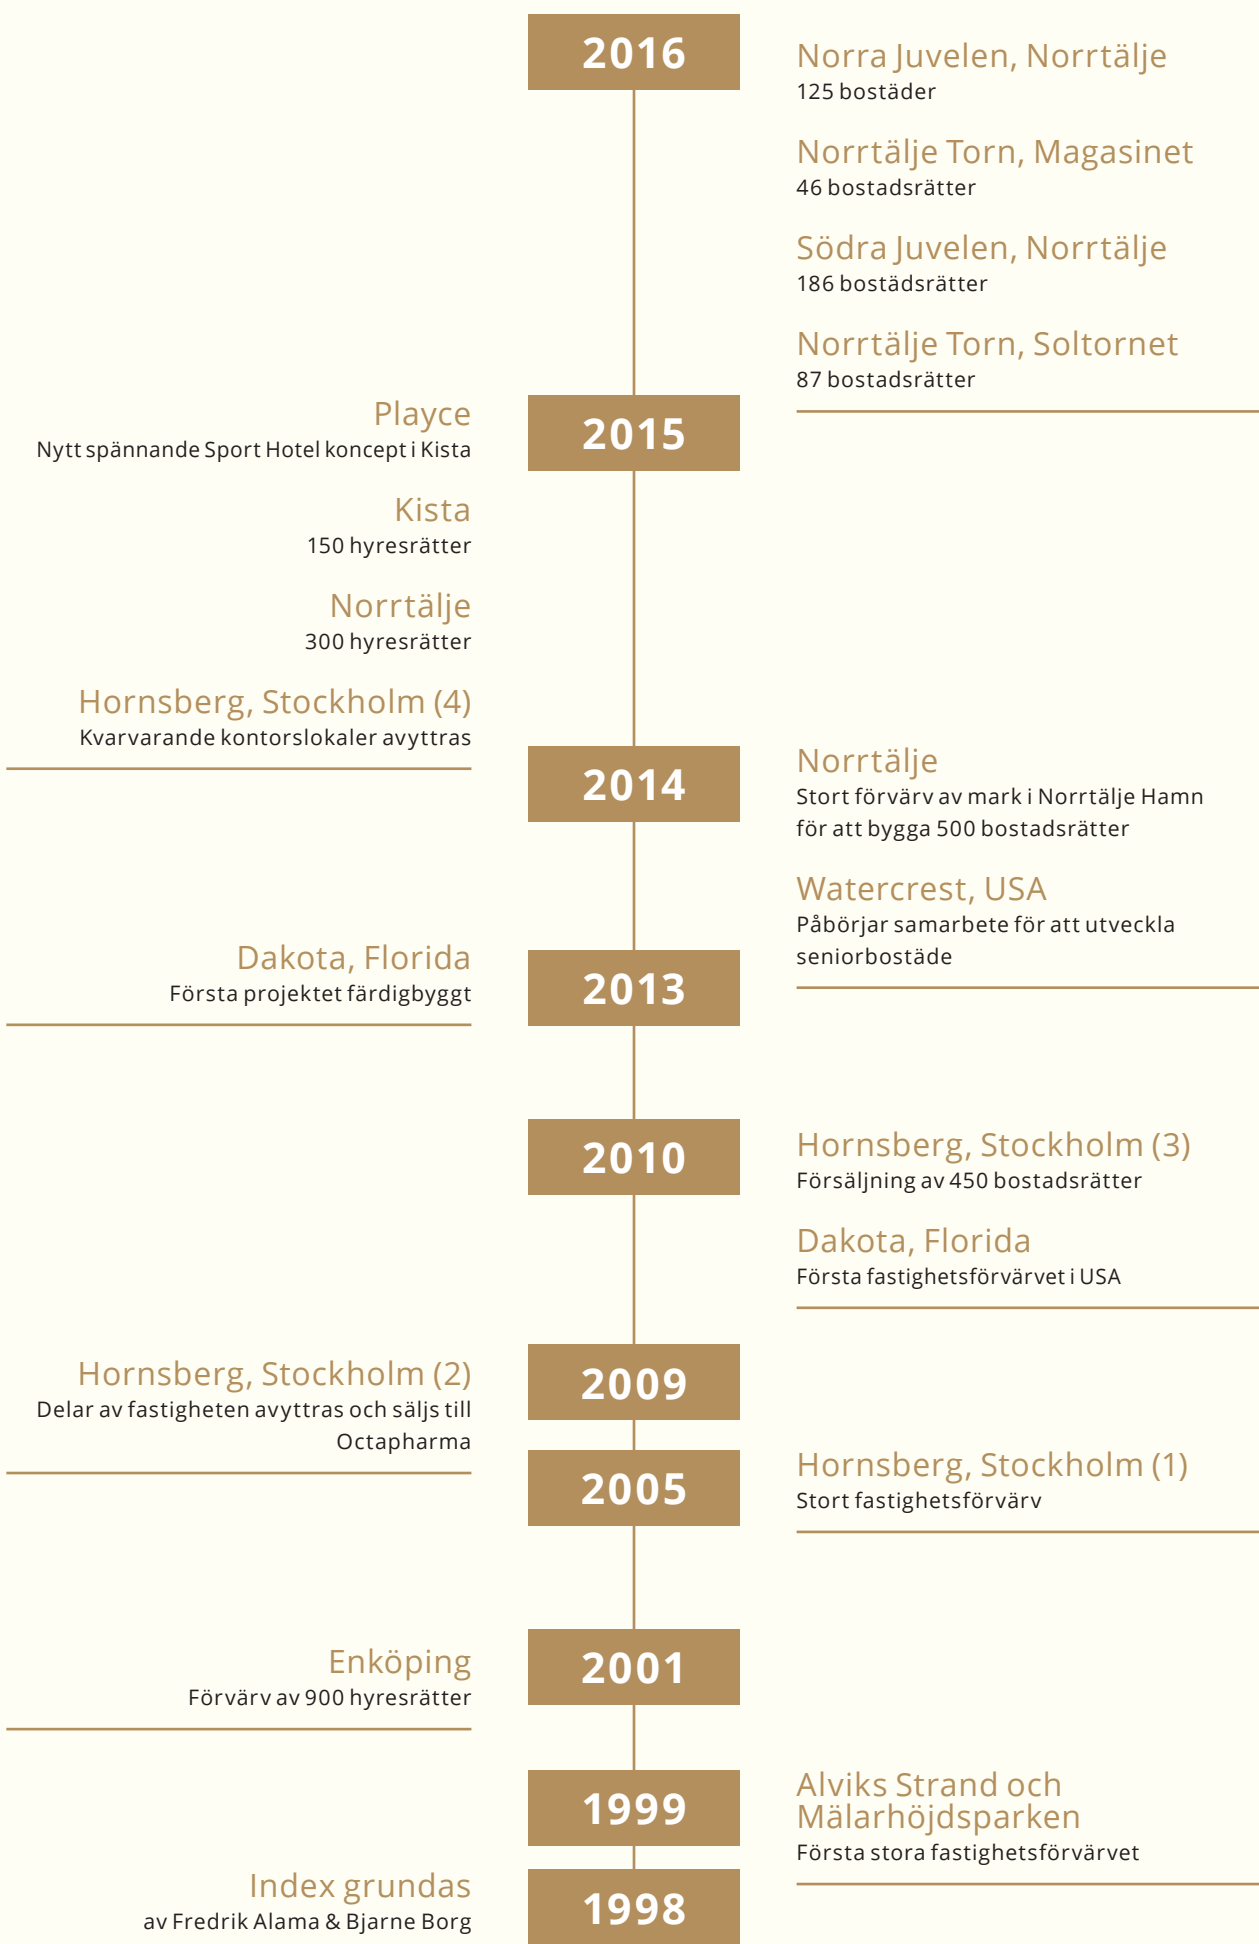 2016
Norra Juvelen, Norrtälje
125 bostäder
Norrtälje Torn, Magasinet
46 bostadsrätter
Södra Juvelen, Norrtälje
186 bostädsrätter
Norrtälje Torn, Soltornet
87 bostadsrätter
2015
Playce
Nytt spännande Sport Hotel koncept i Kista
Kista
150 hyresrätter
Norrtälje
300 hyresrätter
Hornsberg, Stockholm (4)
Kvarvarande kontorslokaler avyttras
2014
Norrtälje
Stort förvärv av mark i Norrtälje Hamn
för att bygga 500 bostadsrätter
Watercrest, USA
Påbörjar samarbete för att utveckla
seniorbostäde
2013
Dakota, Florida
Första projektet färdigbyggt
2010
Hornsberg, Stockholm (3)
Försäljning av 450 bostadsrätter
Dakota, Florida
Första fastighetsförvärvet i USA
2009
Hornsberg, Stockholm (2)
Delar av fastigheten avyttras och säljs till
Octapharma
2005
Hornsberg, Stockholm (1)
Stort fastighetsförvärv
2001
Enköping
Förvärv av 900 hyresrätter
1999
Alviks Strand och
Mälarhöjdsparken
Första stora fastighetsförvärvet
1998
Index grundas
av Fredrik Alama & Bjarne Borg